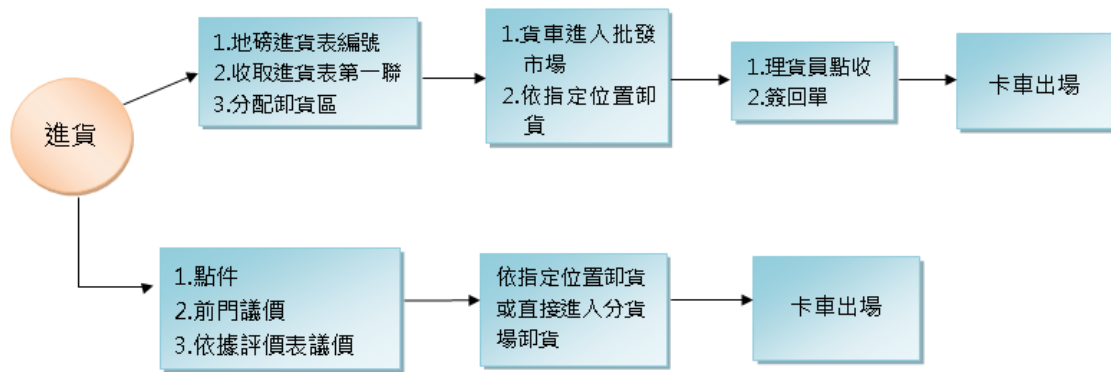 進貨
1.地磅進貨表編號
2.收取進貨表第一聯
3.分配卸貨區
1.貨車進入批發
市場
2.依指定位置卸
貨
1.理貨員點收
2.簽回單
卡車出場
1.點件
2.前門議價
3.依據評價表議價
依指定位置卸貨
或直接進入分貨
場卸貨
卡車出場